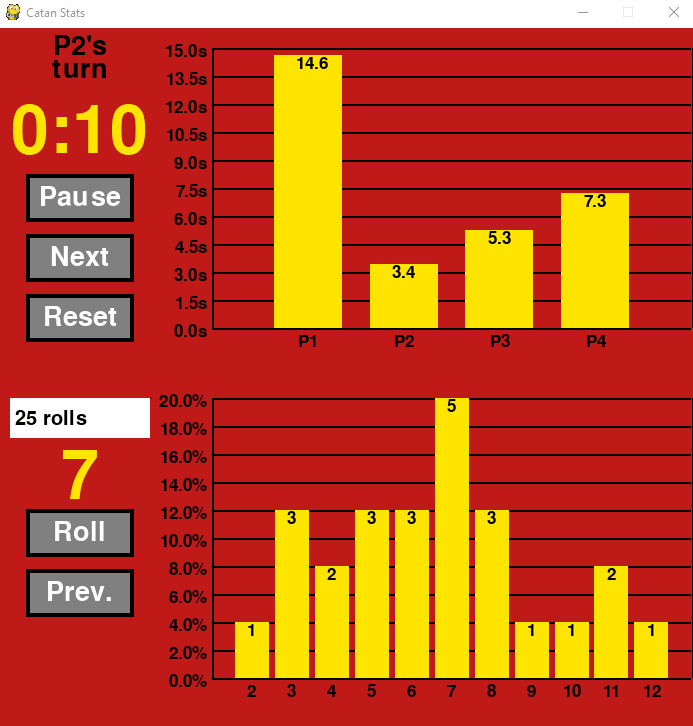 Catan Stats
P2's
turn
0:10
Pause
Next
Reset
15.0s
13.5s
12.0s
10.5s
9.0s
7.5s
6.0s
4.5s
3.0s
1.5s
0.0s
14.6
3.4
5.3
7.3
P1 P2 P3 P4
25 rolls
7
Roll
Prev.
20.0%
18.0%
16.0%
14.0%
12.0%
10.0%
8.0%
6.0%
4.0%
2.0%
0.0%
1 3 2 3 3 5 3 1 1 2 1
2 3 4 5 6 7 8 9 10 11 12